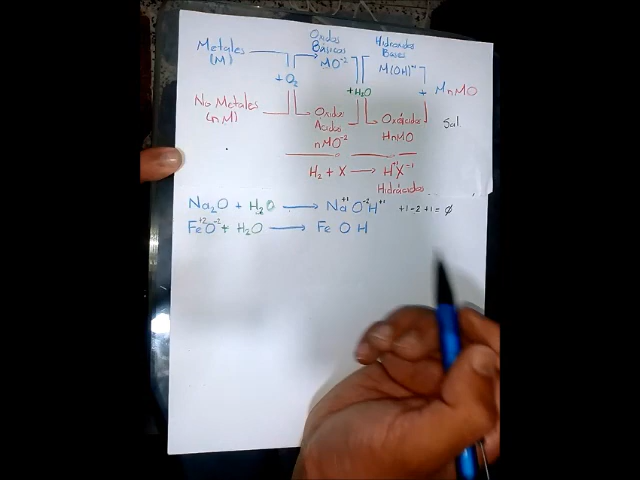 Metales (M)
+ O₂
Oxidos Básicos
MO⁻²
Hidroxidos Bases
M(OH)⁻¹
+H₂O
+
MnMO
Sal
No Metales (nM)
Oxidos Ácidos
nMO⁻²
Oxácidos
HnMO
H₂ + X → H⁺¹X⁻¹
Hidrácidos
Na₂O + H₂O → Na⁺¹O⁻²H⁺¹ +1-2+1=∅
Fe⁺²O⁻² + H₂O → Fe O H